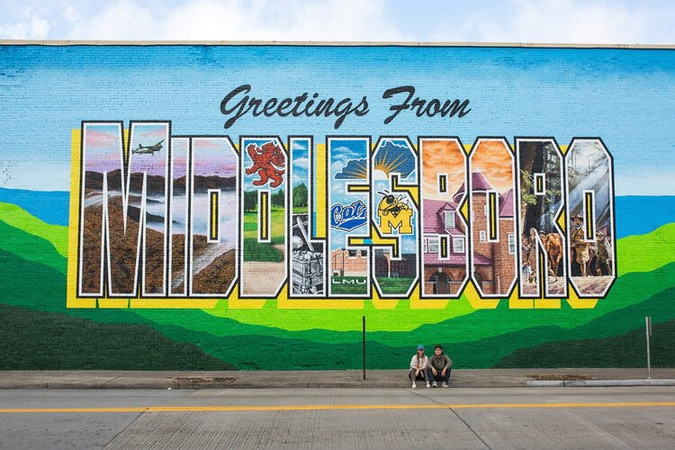 Greetings From
MIDDLESBORO
Cats
M
LMU